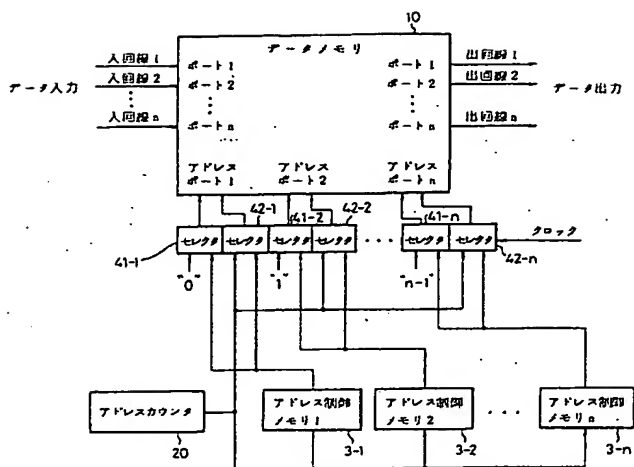 10
データメモリ
入回線1
ポート1
ポート1
出回線1
データ入力
入回線2
ポート2
ポート2
出回線2
データ出力
入回線n
ポートn
ポートn
出回線n
アドレス
ポート1
アドレス
ポート2
アドレス
ポートn
42-1
41-2
42-2
41-n
セレクタ
セレクタ
セレクタ
セレクタ
・・・
セレクタ
セレクタ
クロック
41-1
"0"
"1"
"n-1"
42-n
アドレスカウンタ
アドレス制御
メモリ1
アドレス制御
メモリ2
・・・
アドレス制御
メモリn
20
3-1
3-2
3-n